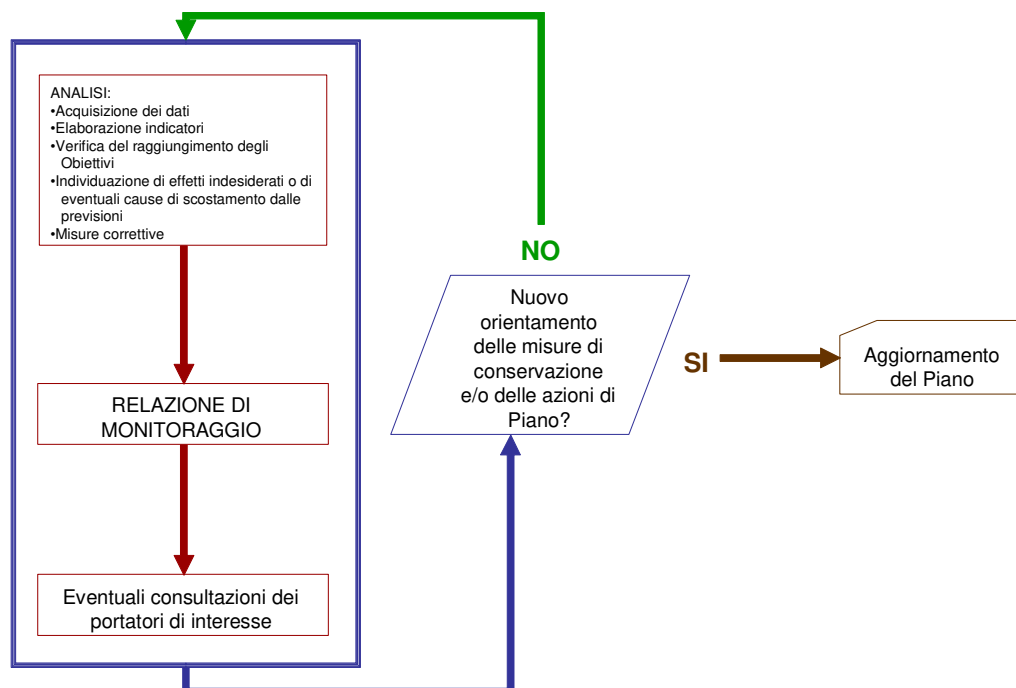 ANALISI:
•Acquisizione dei dati
•Elaborazione indicatori
•Verifica del raggiungimento degli
Obiettivi
•Individuazione di effetti indesiderati o di
eventuali cause di scostamento dalle
previsioni
•Misure correttive
RELAZIONE DI
MONITORAGGIO
Eventuali consultazioni dei
portatori di interesse
NO
Nuovo
orientamento
delle misure di
conservazione
e/o delle azioni di
Piano?
SI
Aggiornamento
del Piano